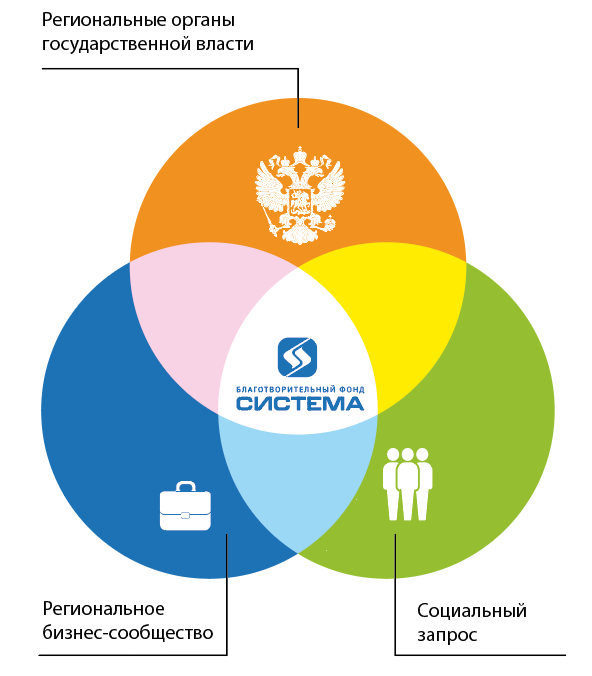 Региональные органы
государственной власти
БЛАГОТВОРИТЕЛЬНЫЙ ФОНД
СИСТЕМА
Региональное
бизнес-сообщество
Социальный
запрос